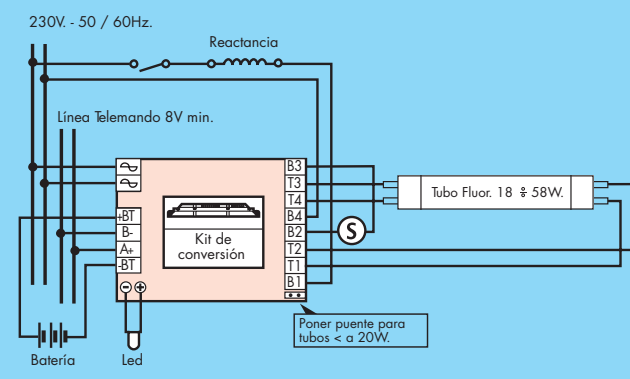 230V. - 50 / 60Hz.
Reactancia
Línea Telemando 8V min.
B3
T3
T4
B4
B2
T2
T1
B1
+BT
B-
A+
-BT
Kit de
conversión
S
Tubo Fluor. 18 ÷ 58W.
Poner puente para
tubos < a 20W.
Batería
Led